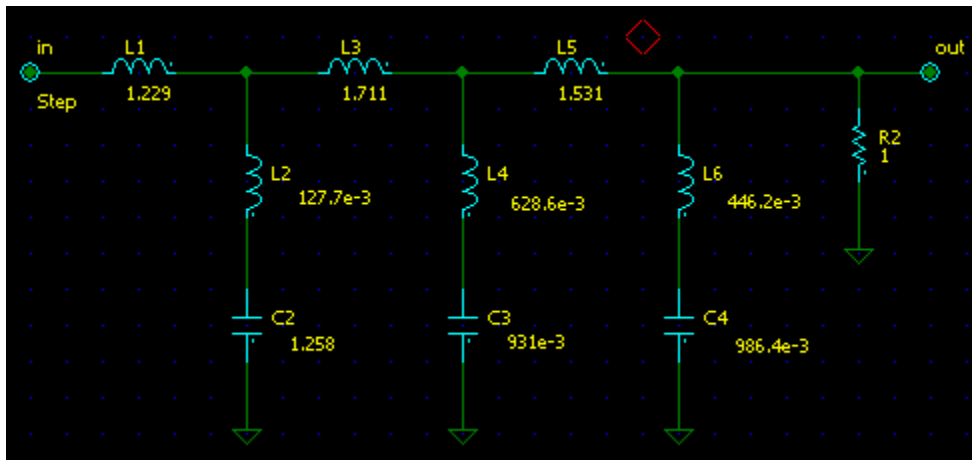 in
L1
L3
L5
out
Step
1.229
1.711
1.531
R2
1
L2
127.7e-3
L4
628.6e-3
L6
446.2e-3
C2
1.258
C3
931e-3
C4
986.4e-3